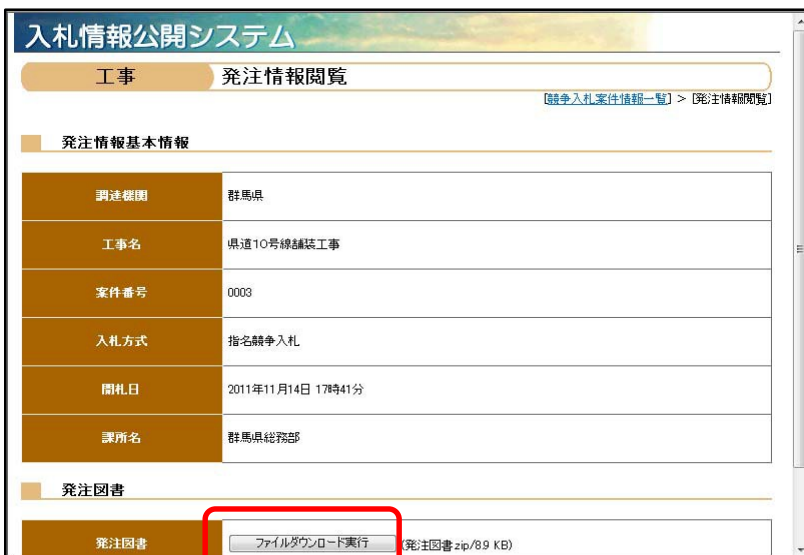 入札情報公開システム
工事 発注情報閲覧
[競争入札案件情報一覧] > [発注情報閲覧]
発注情報基本情報
調達機関 群馬県
工事名 県道10号線舗装工事
案件番号 0003
入札方式 指名競争入札
開札日 2011年11月14日 17時41分
課所名 群馬県総務部
発注図書
発注図書 ファイルダウンロード実行 (発注図書.zip/8.9 KB)